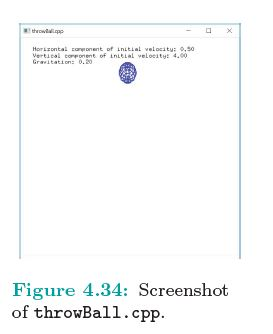 throwBall.cpp
Horizontal component of initial velocity: 0.50
Vertical component of initial velocity: 4.00
Gravitation: 0.20
Figure 4.34: Screenshot
of throwBall.cpp.